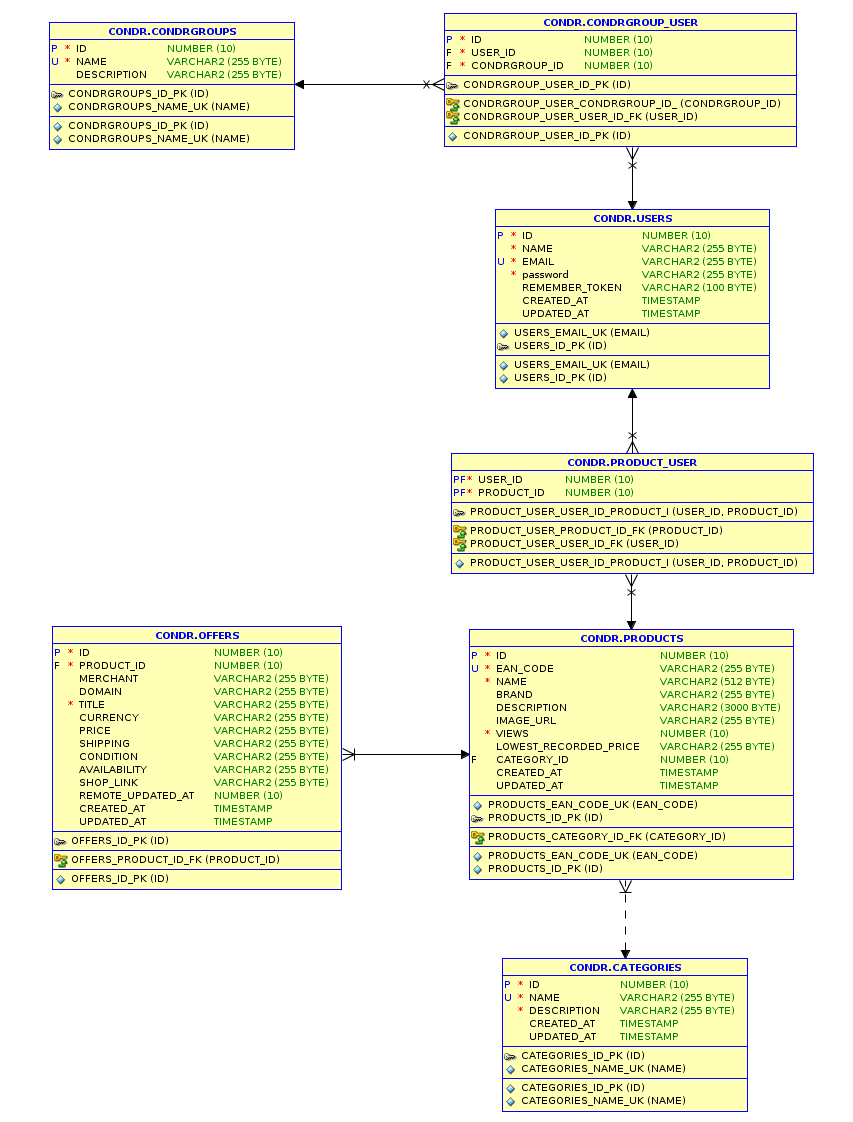 CONDR.CONDRGROUPS
P * ID NUMBER (10)
U * NAME VARCHAR2 (255 BYTE)
DESCRIPTION VARCHAR2 (255 BYTE)
CONDRGROUPS_ID_PK (ID)
CONDRGROUPS_NAME_UK (NAME)
CONDRGROUPS_ID_PK (ID)
CONDRGROUPS_NAME_UK (NAME)
CONDR.CONDRGROUP_USER
P * ID NUMBER (10)
F * USER_ID NUMBER (10)
F * CONDRGROUP_ID NUMBER (10)
CONDRGROUP_USER_ID_PK (ID)
CONDRGROUP_USER_CONDRGROUP_ID_ (CONDRGROUP_ID)
CONDRGROUP_USER_USER_ID_FK (USER_ID)
CONDRGROUP_USER_ID_PK (ID)
CONDR.USERS
P * ID NUMBER (10)
* NAME VARCHAR2 (255 BYTE)
U * EMAIL VARCHAR2 (255 BYTE)
* password VARCHAR2 (255 BYTE)
REMEMBER_TOKEN VARCHAR2 (100 BYTE)
CREATED_AT TIMESTAMP
UPDATED_AT TIMESTAMP
USERS_EMAIL_UK (EMAIL)
USERS_ID_PK (ID)
USERS_EMAIL_UK (EMAIL)
USERS_ID_PK (ID)
CONDR.PRODUCT_USER
PF* USER_ID NUMBER (10)
PF* PRODUCT_ID NUMBER (10)
PRODUCT_USER_USER_ID_PRODUCT_I (USER_ID, PRODUCT_ID)
PRODUCT_USER_PRODUCT_ID_FK (PRODUCT_ID)
PRODUCT_USER_USER_ID_FK (USER_ID)
PRODUCT_USER_USER_ID_PRODUCT_I (USER_ID, PRODUCT_ID)
CONDR.OFFERS
P * ID NUMBER (10)
F * PRODUCT_ID NUMBER (10)
MERCHANT VARCHAR2 (255 BYTE)
DOMAIN VARCHAR2 (255 BYTE)
* TITLE VARCHAR2 (255 BYTE)
CURRENCY VARCHAR2 (255 BYTE)
PRICE VARCHAR2 (255 BYTE)
SHIPPING VARCHAR2 (255 BYTE)
CONDITION VARCHAR2 (255 BYTE)
AVAILABILITY VARCHAR2 (255 BYTE)
SHOP_LINK VARCHAR2 (255 BYTE)
REMOTE_UPDATED_AT NUMBER (10)
CREATED_AT TIMESTAMP
UPDATED_AT TIMESTAMP
OFFERS_ID_PK (ID)
OFFERS_PRODUCT_ID_FK (PRODUCT_ID)
OFFERS_ID_PK (ID)
CONDR.PRODUCTS
P * ID NUMBER (10)
U * EAN_CODE VARCHAR2 (255 BYTE)
* NAME VARCHAR2 (512 BYTE)
BRAND VARCHAR2 (255 BYTE)
DESCRIPTION VARCHAR2 (3000 BYTE)
IMAGE_URL VARCHAR2 (255 BYTE)
* VIEWS NUMBER (10)
LOWEST_RECORDED_PRICE VARCHAR2 (255 BYTE)
F CATEGORY_ID NUMBER (10)
CREATED_AT TIMESTAMP
UPDATED_AT TIMESTAMP
PRODUCTS_EAN_CODE_UK (EAN_CODE)
PRODUCTS_ID_PK (ID)
PRODUCTS_CATEGORY_ID_FK (CATEGORY_ID)
PRODUCTS_EAN_CODE_UK (EAN_CODE)
PRODUCTS_ID_PK (ID)
CONDR.CATEGORIES
P * ID NUMBER (10)
U * NAME VARCHAR2 (255 BYTE)
* DESCRIPTION VARCHAR2 (255 BYTE)
CREATED_AT TIMESTAMP
UPDATED_AT TIMESTAMP
CATEGORIES_ID_PK (ID)
CATEGORIES_NAME_UK (NAME)
CATEGORIES_ID_PK (ID)
CATEGORIES_NAME_UK (NAME)